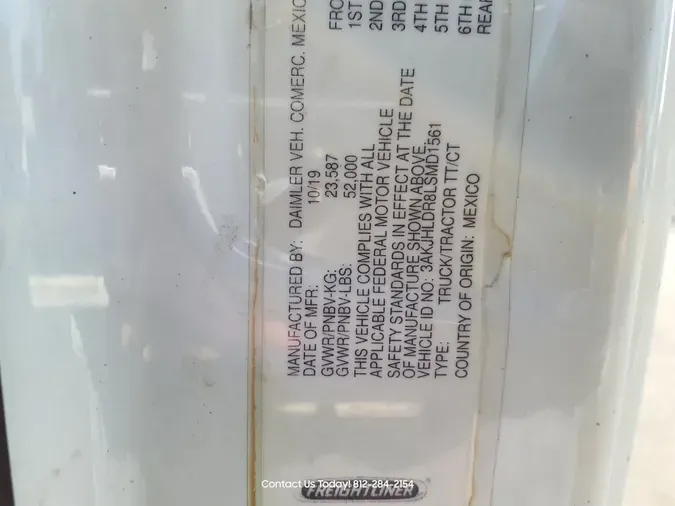 MANUFACTURED BY: DAIMLER VEH. COMERC. MEXICO
DATE OF MFR: 10/19
GVWR/PNBV-KG: 23,587
GVWR/PNBV-LBS: 52,000
THIS VEHICLE COMPLIES WITH ALL
APPLICABLE FEDERAL MOTOR VEHICLE
SAFETY STANDARDS IN EFFECT AT THE DATE
OF MANUFACTURE SHOWN ABOVE.
VEHICLE ID NO: 3AKJHLDR8LSMD1561
TYPE: TRUCK/TRACTOR TT/CT
COUNTRY OF ORIGIN: MEXICO
1ST
2ND
3RD
4TH
5TH
6TH
Contact Us Today! 812-284-2154
FREIGHTLINER